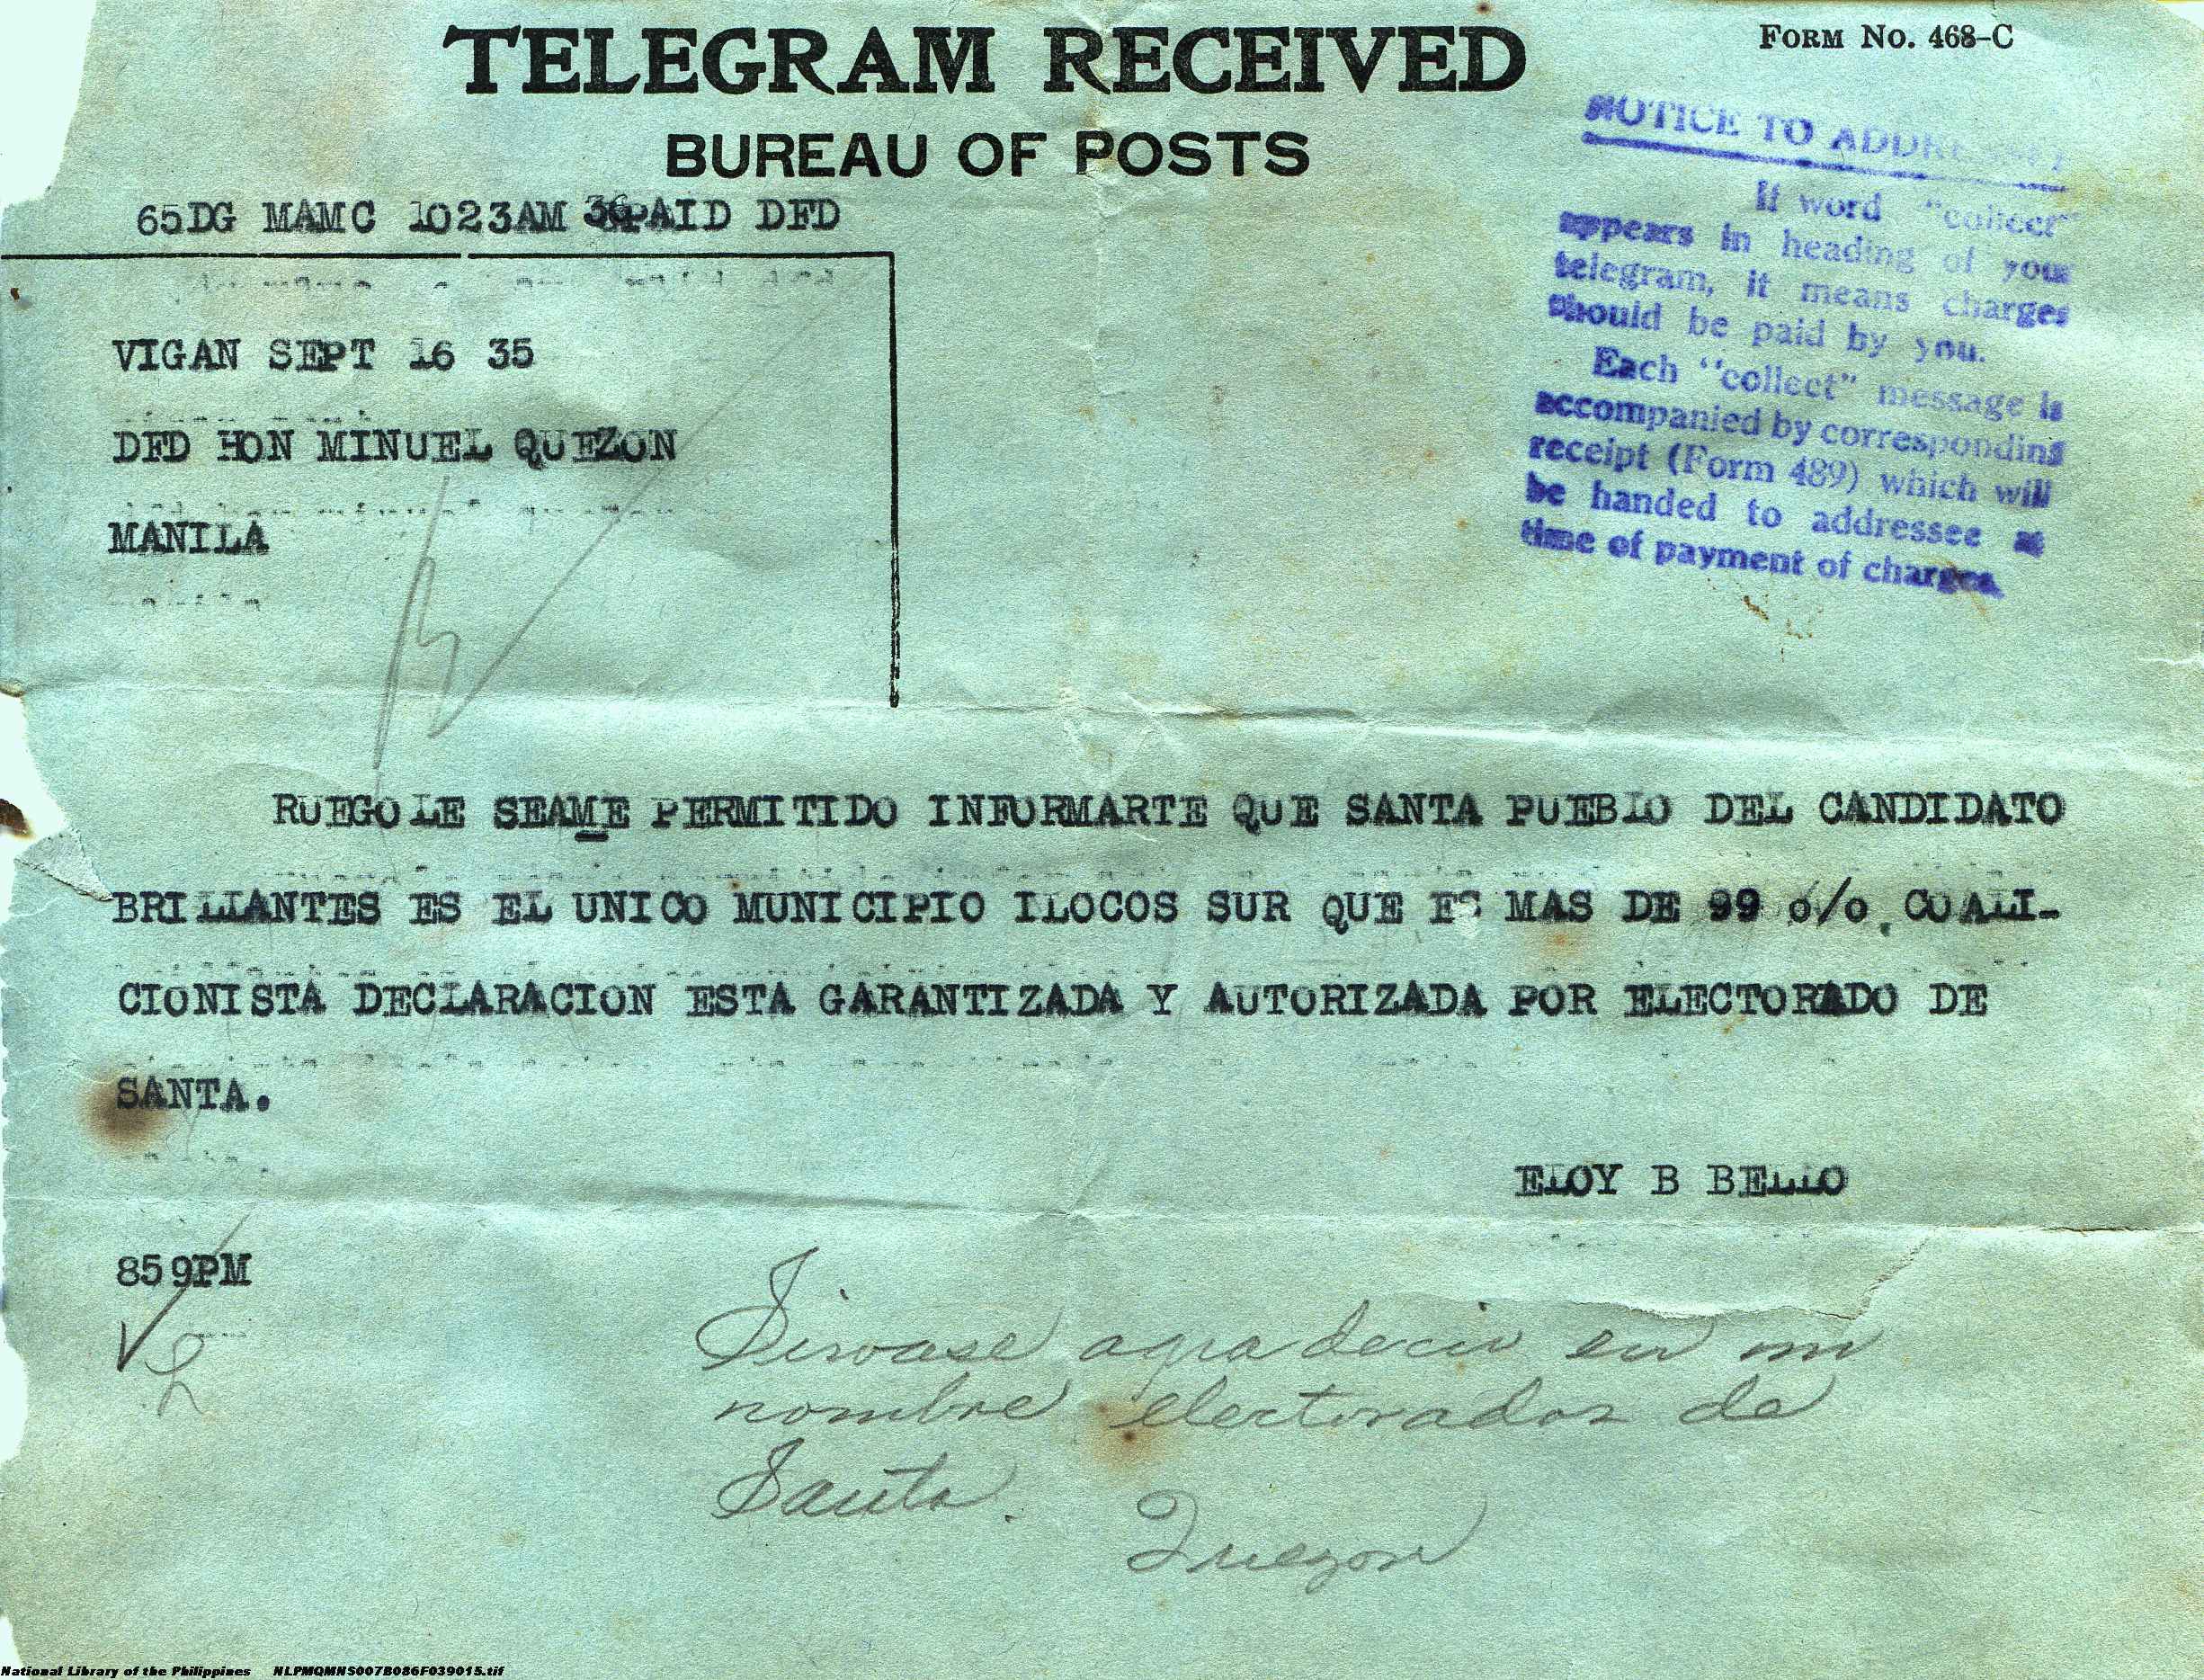 FORM NO. 468-C
TELEGRAM RECEIVED
BUREAU OF POSTS
65DG MAMC 1023AM 36PAID DFD
NOTICE TO ADDRESSEE
If word "collect"
appears in heading of your
telegram, it means charges
should be paid by you.
Each "collect" message is
accompanied by corresponding
receipt (Form 489) which will
be handed to addressee at
time of payment of charges.
VIGAN SEPT 16 35
DFD HON MINUEL QUEZON
MANILA
RUEGOLE SEAME PERMITIDO INFORMARTE QUE SANTA PUEBLO DEL CANDIDATO
BRILLANTES ES EL UNICO MUNICIPIO ILOCOS SUR QUE ES MAS DE 99 o/o. COALI-
CIONISTA DECLARACION ESTA GARANTIZADA Y AUTORIZADA POR ELECTORADO DE
SANTA.
ELOY B BELLO
859PM
Sirvase agradecer en mi
nombre electorados de
Santa.
Quezon
National Library of the Philippines NLPMQMNS007B086F039015.tif